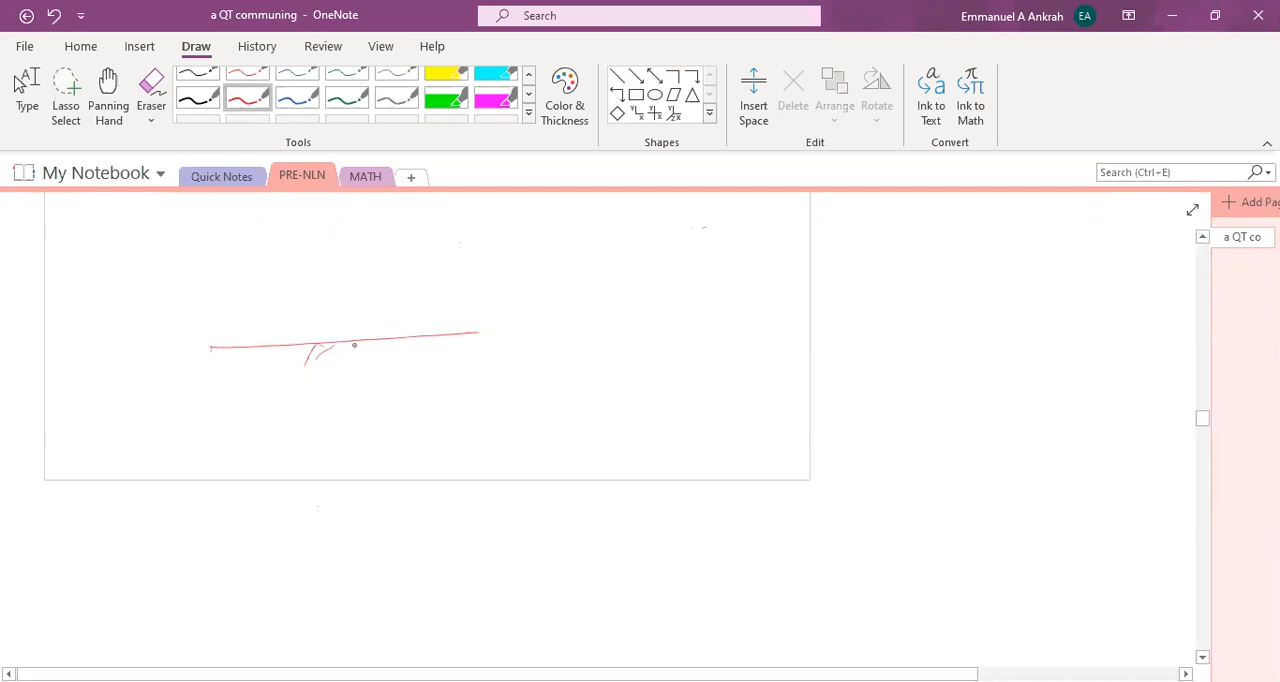 a QT communing - OneNote
Search
Emmanuel A Ankrah
EA
File Home Insert Draw History Review View Help
Type
Lasso Select
Panning Hand
Eraser
Color & Thickness
Insert Space
Delete
Arrange
Rotate
Ink to Text
Ink to Math
Tools
Shapes
Edit
Convert
My Notebook
Quick Notes
PRE-NLN
MATH
Search (Ctrl+E)
Add Pag
a QT co